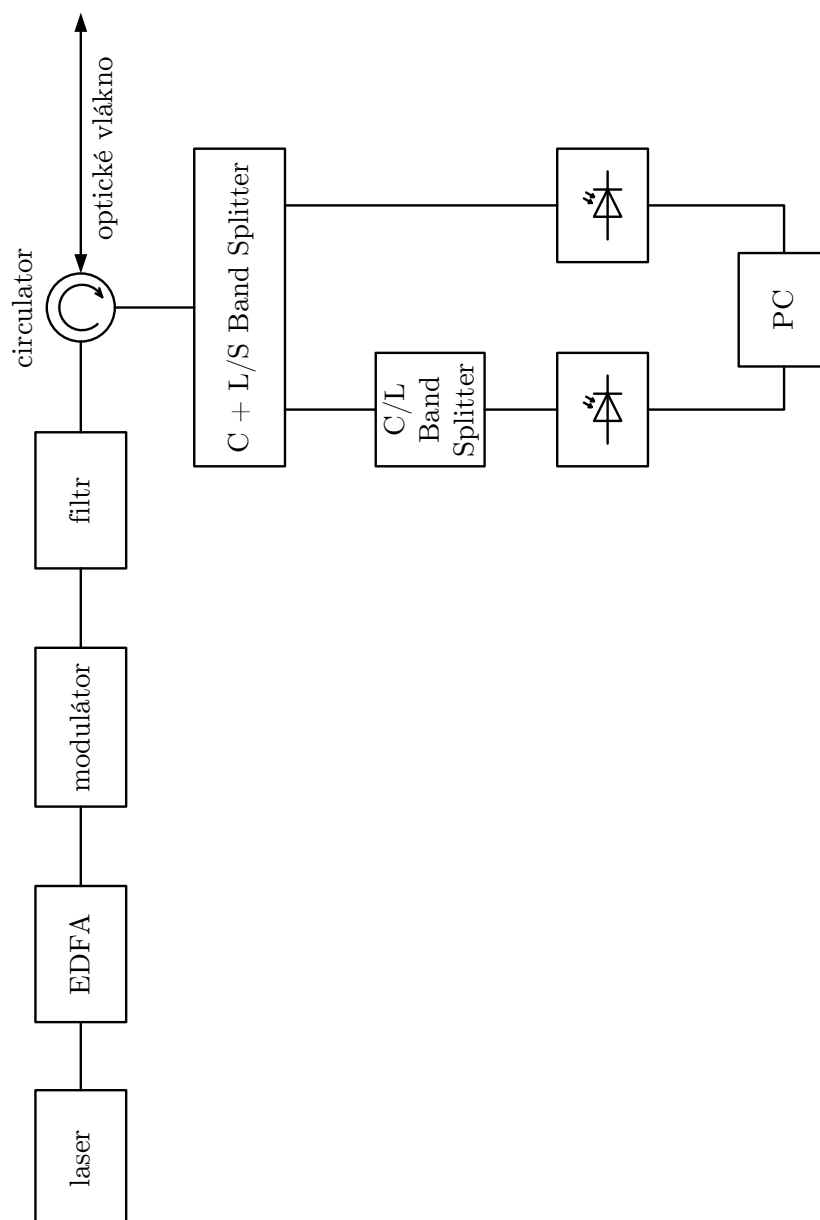 laser
EDFA
modulátor
filtr
circulator
optické vlákno
C + L/S Band Splitter
C/L
Band
Splitter
PC